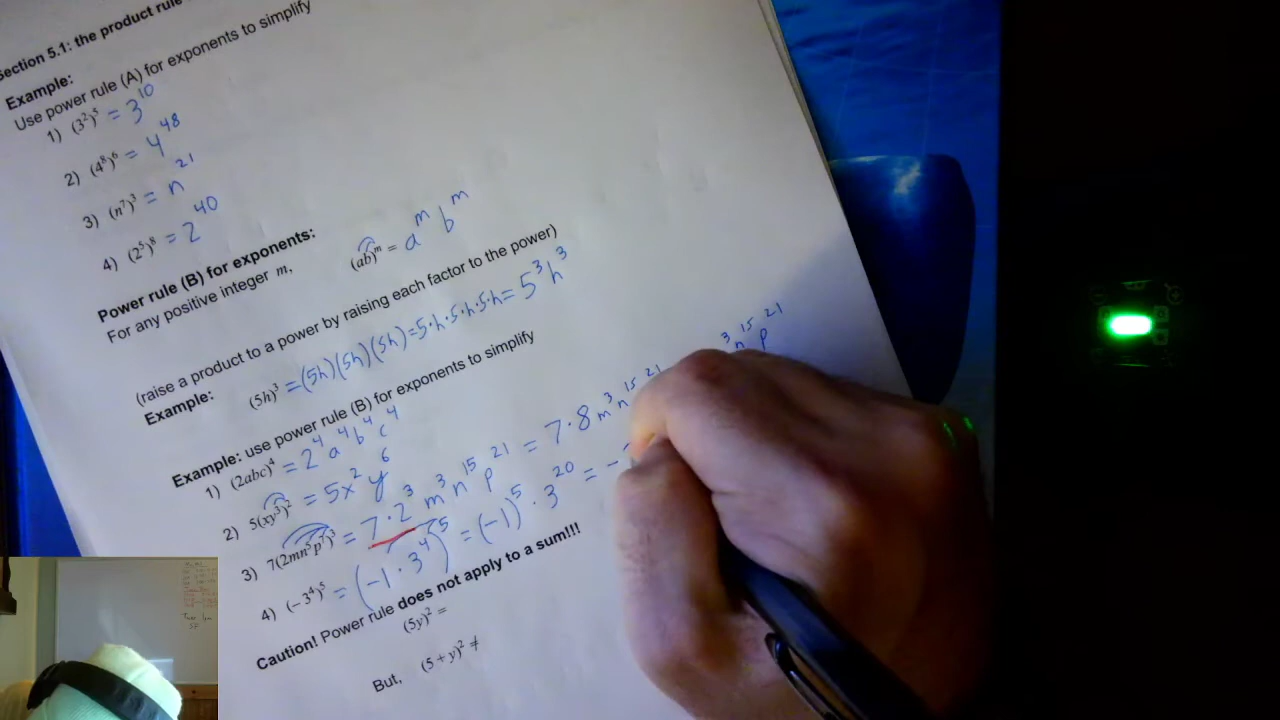 Section 5.1: the product rule
Example:
Use power rule (A) for exponents to simplify
1) (3²)⁵ = 3¹⁰
2) (4⁸)⁶ = 4⁴⁸
3) (n⁷)³ = n²¹
4) (2⁵)⁸ = 2⁴⁰
Power rule (B) for exponents:
For any positive integer m, (ab)ᵐ = aᵐ bᵐ
(raise a product to a power by raising each factor to the power)
Example: (5h)³ = (5h)(5h)(5h) = 5·h·5·h·5·h = 5³h³
Example: use power rule (B) for exponents to simplify
1) (2abc)⁴ = 2⁴a⁴b⁴c⁴
2) 5(xy³)² = 5x²y⁶
3) 7(2mn⁵p⁷)³ = 7·2³m³n¹⁵p²¹ = 7·8m³n¹⁵p²¹ ³n¹⁵p²¹
4) (-3⁴)⁵ = (-1·3⁴)⁵ = (-1)⁵·3²⁰ = -
Caution! Power rule does not apply to a sum!!!
(5y)² =
But, (5 + y)² ≠